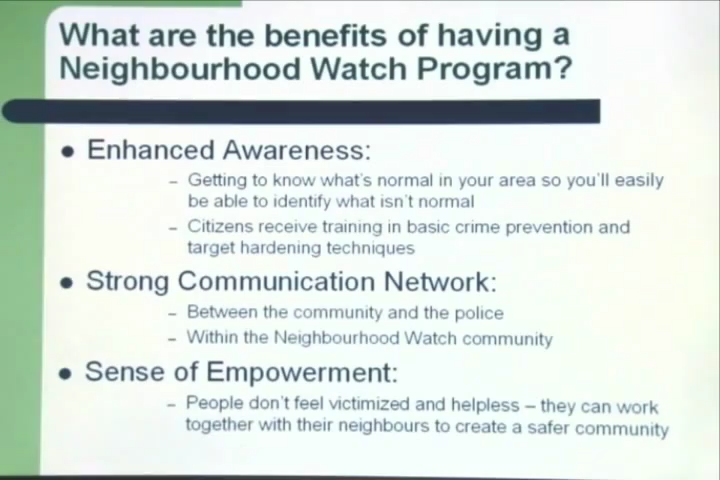 What are the benefits of having a
Neighbourhood Watch Program?
● Enhanced Awareness:
– Getting to know what's normal in your area so you'll easily
be able to identify what isn't normal
– Citizens receive training in basic crime prevention and
target hardening techniques
● Strong Communication Network:
– Between the community and the police
– Within the Neighbourhood Watch community
● Sense of Empowerment:
– People don't feel victimized and helpless – they can work
together with their neighbours to create a safer community